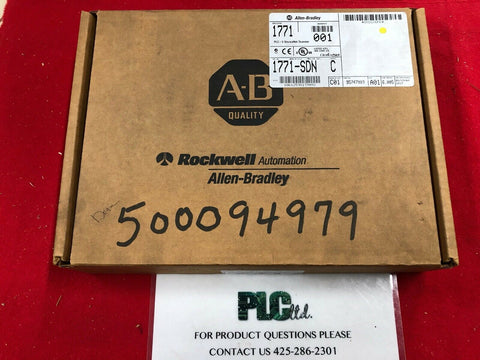 Allen-Bradley
1771
001
1771-SDN C
C01
A01
A-B
QUALITY
Rockwell Automation
Allen-Bradley
500094979
PLC ltd.
FOR PRODUCT QUESTIONS PLEASE
CONTACT US 425-286-2301